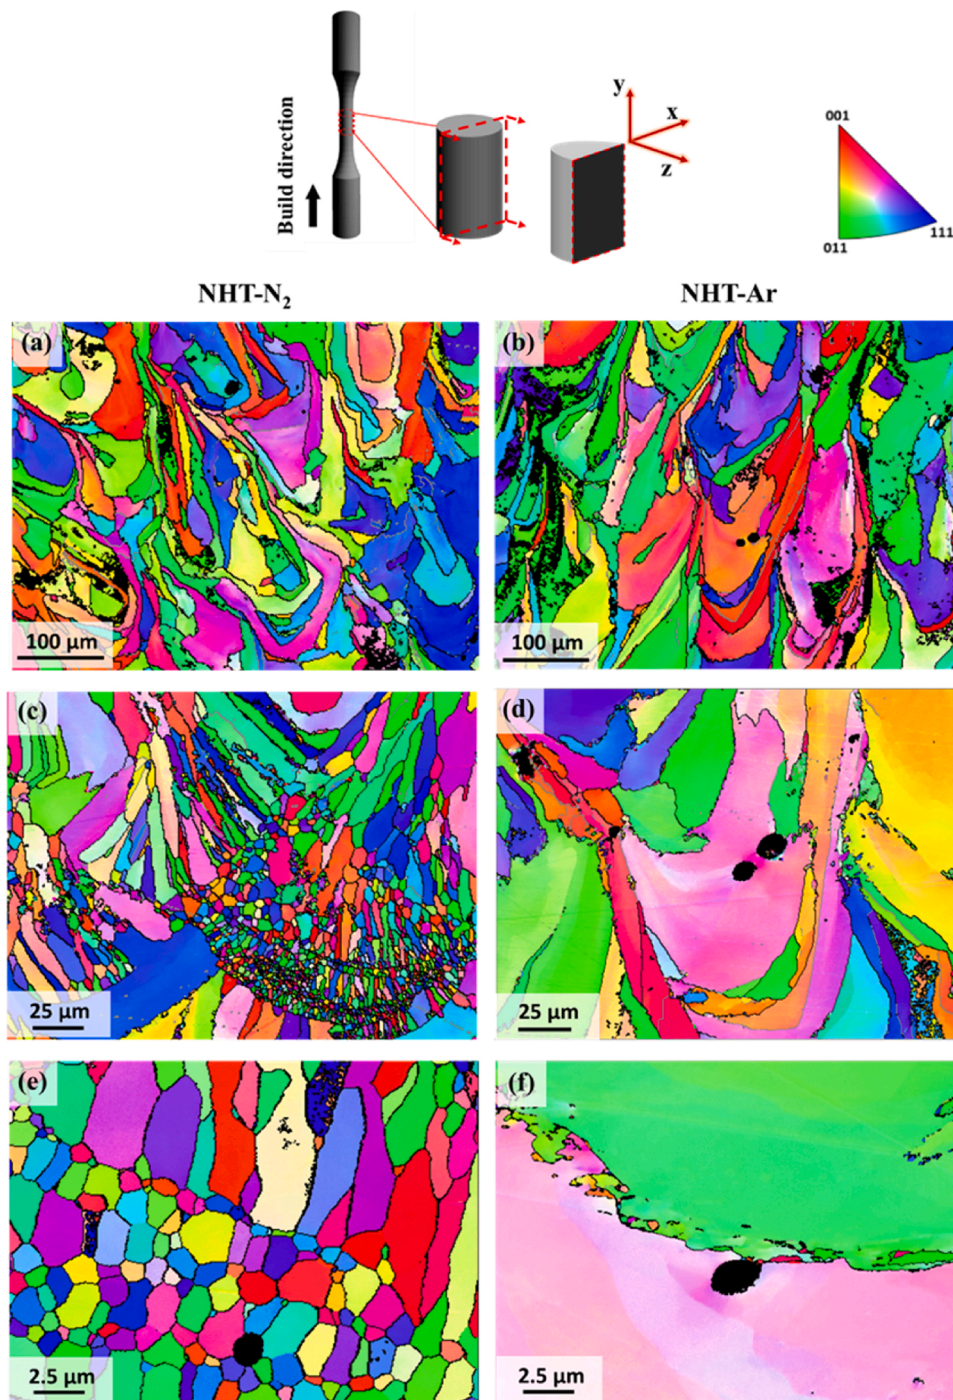 Build direction
y
x
z
001
011
111
NHT-N₂
NHT-Ar
(a)
100 μm
(b)
100 μm
(c)
25 μm
(d)
25 μm
(e)
2.5 μm
(f)
2.5 μm